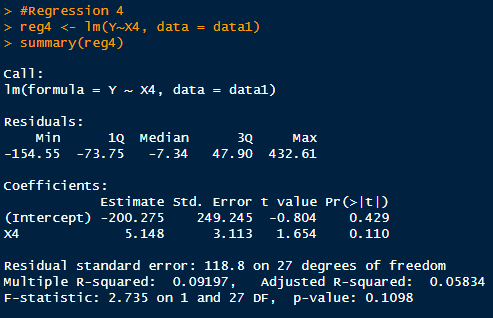 > #Regression 4
> reg4 <- lm(Y~X4, data = data1)
> summary(reg4)
Call:
lm(formula = Y ~ X4, data = data1)
Residuals:
    Min      1Q  Median      3Q     Max
-154.55  -73.75   -7.34   47.90  432.61
Coefficients:
            Estimate Std. Error t value Pr(>|t|)
(Intercept) -200.275    249.245  -0.804    0.429
X4             5.148      3.113   1.654    0.110
Residual standard error: 118.8 on 27 degrees of freedom
Multiple R-squared:  0.09197,   Adjusted R-squared:  0.05834
F-statistic: 2.735 on 1 and 27 DF,  p-value: 0.1098